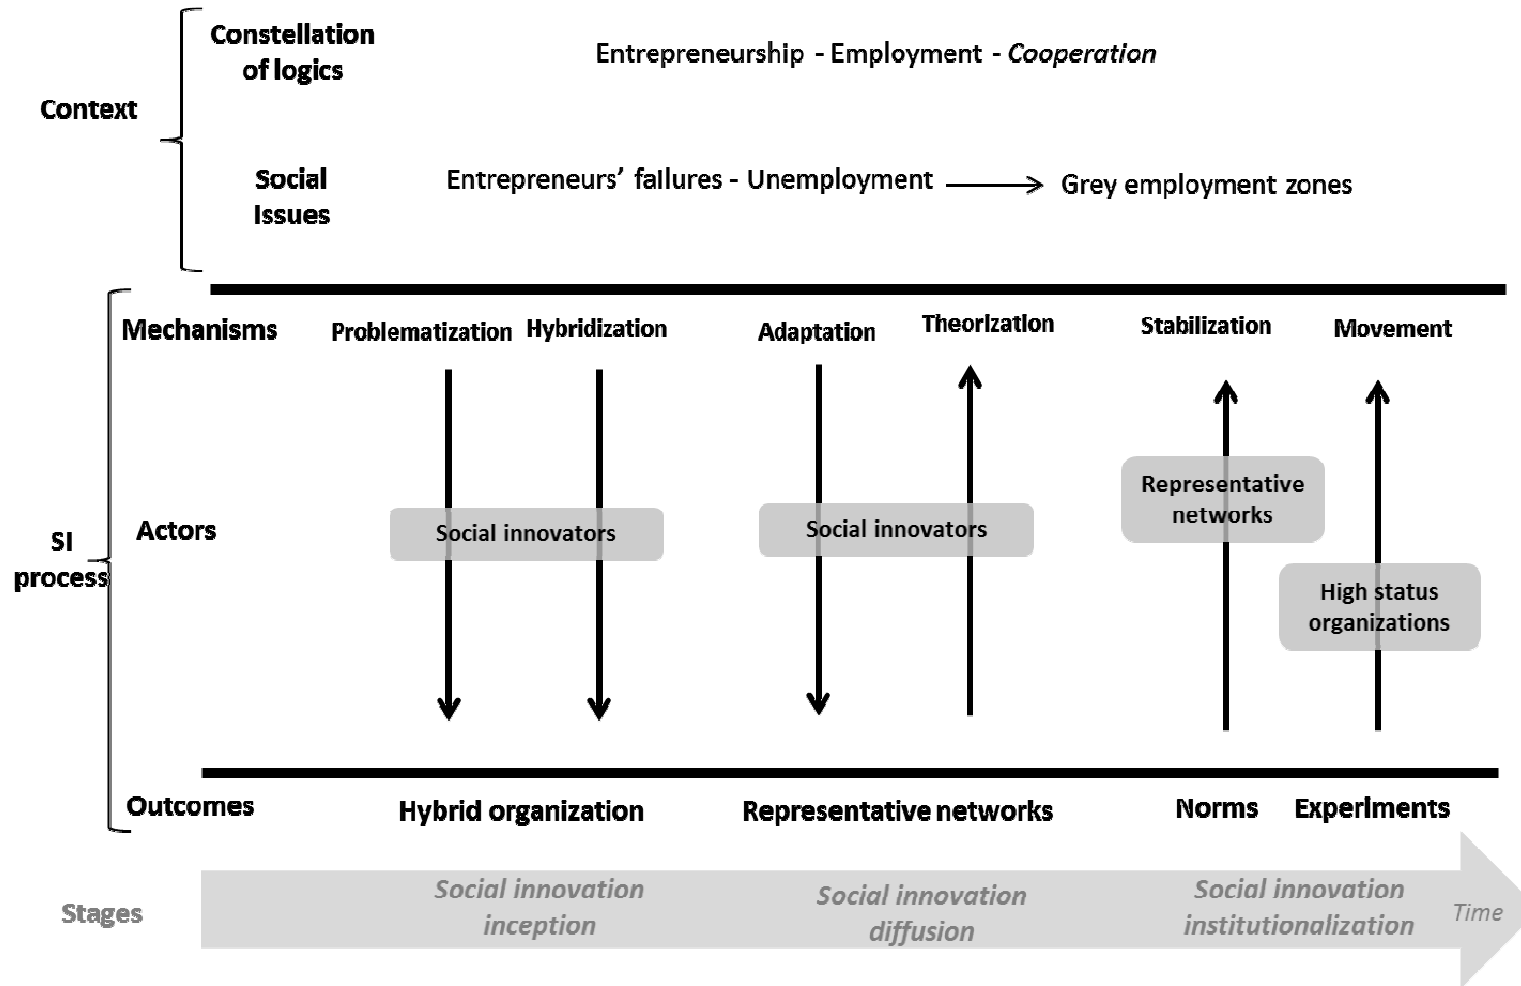 Constellation
of logics
Entrepreneurship - Employment - Cooperation
Context
Social
Issues
Entrepreneurs' failures - Unemployment
Grey employment zones
Mechanisms
Problematization
Hybridization
Adaptation
Theorization
Stabilization
Movement
SI
process
Actors
Social innovators
Social innovators
Representative
networks
High status
organizations
Outcomes
Hybrid organization
Representative networks
Norms
Experiments
Stages
Social innovation
inception
Social innovation
diffusion
Social innovation
institutionalization
Time